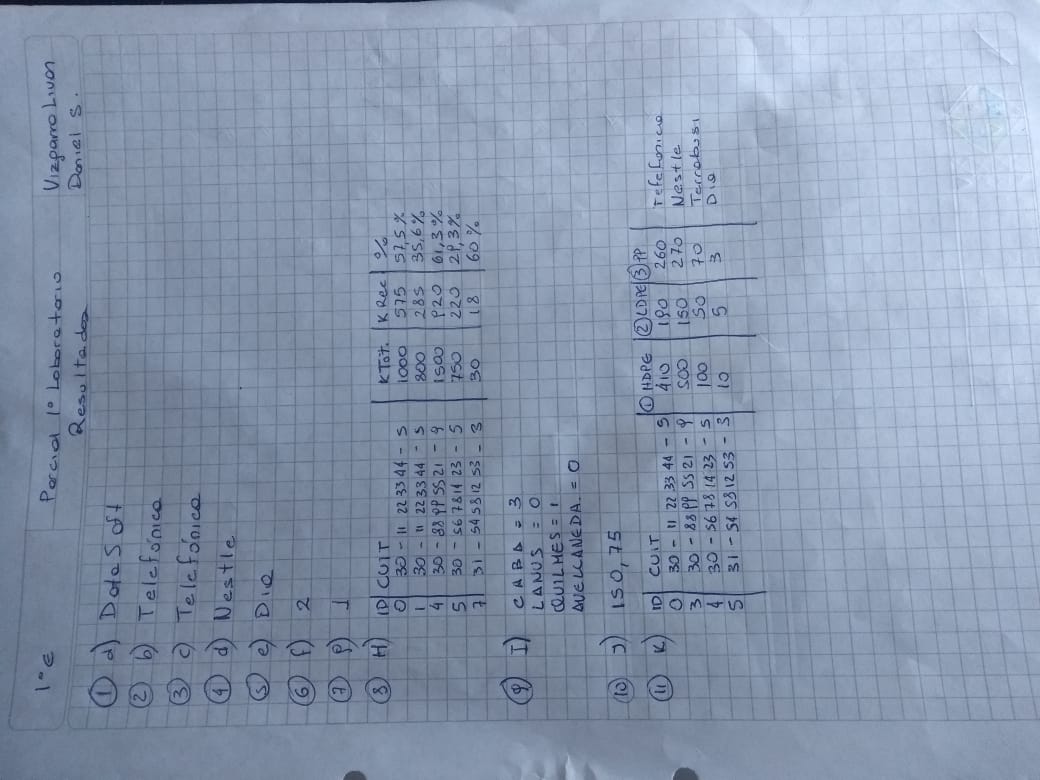 1°E Parcial 1° Laboratorio Vizgarra Livon
Resultados Daniel S.
① a) DataSoft
② b) Telefónica
③ c) Telefónica
④ d) Nestle
⑤ e) Dia
⑥ f) 2
⑦ g) 1
⑧ H) ID CUIT K Tot. K Rec %
0 30-11 22 33 44-5 1000 575 57,5%
1 30-11 22 33 44-5 800 285 35,6%
4 30-88 99 55 21-9 1500 920 61,3%
5 30-56 78 14 23-5 750 220 29,3%
7 31-54 58 12 53-3 30 18 60%
⑨ I) CABA = 3
LANUS = 0
QUILMES = 1
AVELLANEDA. = 0
⑩ J) 150,75
⑪ K) ID CUIT ① HDPE ② LDPE ③ PP
0 30-11 22 33 44-5 410 190 260 Telefonica
3 30-88 99 55 21-9 500 150 270 Nestle
4 30-56 78 14 23-5 100 50 70 Terrabusi
5 31-54 58 12 53-3 10 5 3 Dia